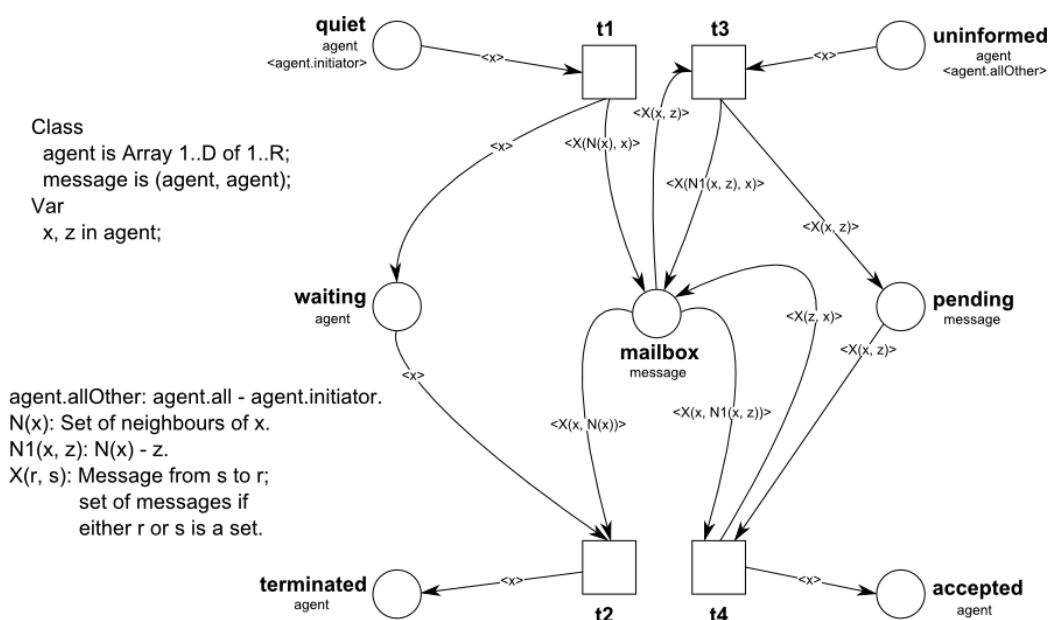 quiet
agent
<agent.initiator>
t1
t3
uninformed
agent
<agent.allOther>
<x>
<x>
<X(x, z)>
Class
agent is Array 1..D of 1..R;
message is (agent, agent);
Var
x, z in agent;
<x>
<X(N(x), x)>
<X(N1(x, z), x)>
<X(x, z)>
waiting
agent
mailbox
message
<X(z, x)>
pending
message
<X(x, z)>
<x>
agent.allOther: agent.all - agent.initiator.
N(x): Set of neighbours of x.
N1(x, z): N(x) - z.
X(r, s): Message from s to r;
set of messages if
either r or s is a set.
<X(x, N(x))>
<X(x, N1(x, z))>
terminated
agent
<x>
t2
t4
<x>
accepted
agent